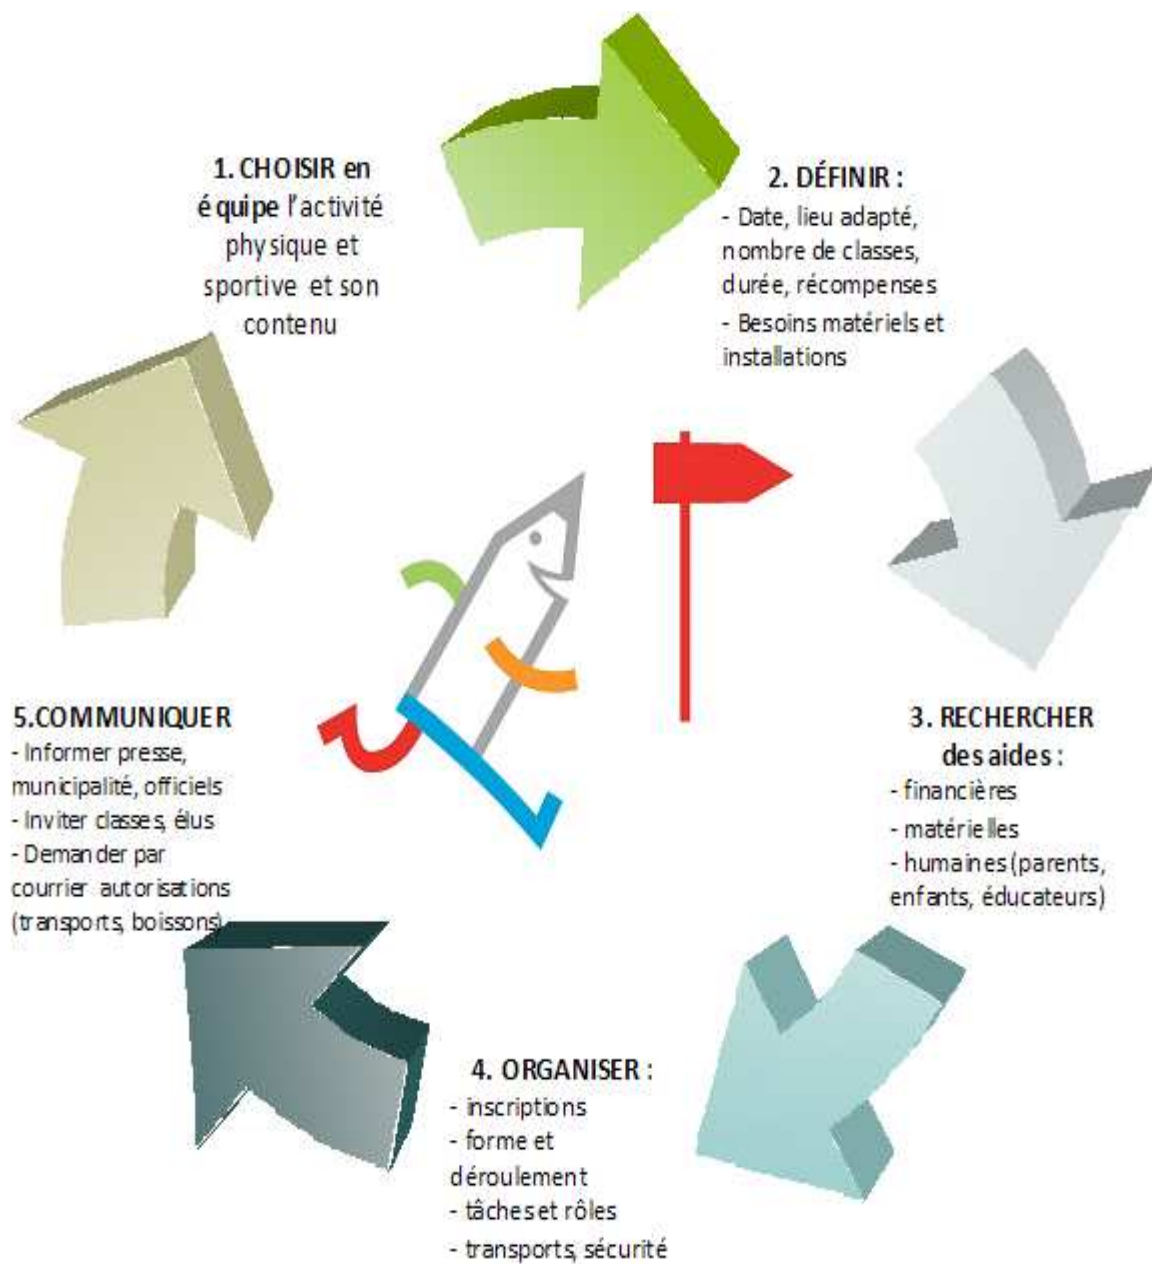 1. CHOISIR en
équipe l'activité
physique et
sportive et son
contenu
2. DÉFINIR :
- Date, lieu adapté,
nombre de classes,
durée, récompenses
- Besoins matériels et
installations
3. RECHERCHER
des aides :
- financières
- matérielles
- humaines (parents,
enfants, éducateurs)
4. ORGANISER :
- inscriptions
- forme et
déroulement
- tâches et rôles
- transports, sécurité
5.COMMUNIQUER
- Informer presse,
municipalité, officiels
- Inviter classes, élus
- Demander par
courrier autorisations
(transports, boissons)